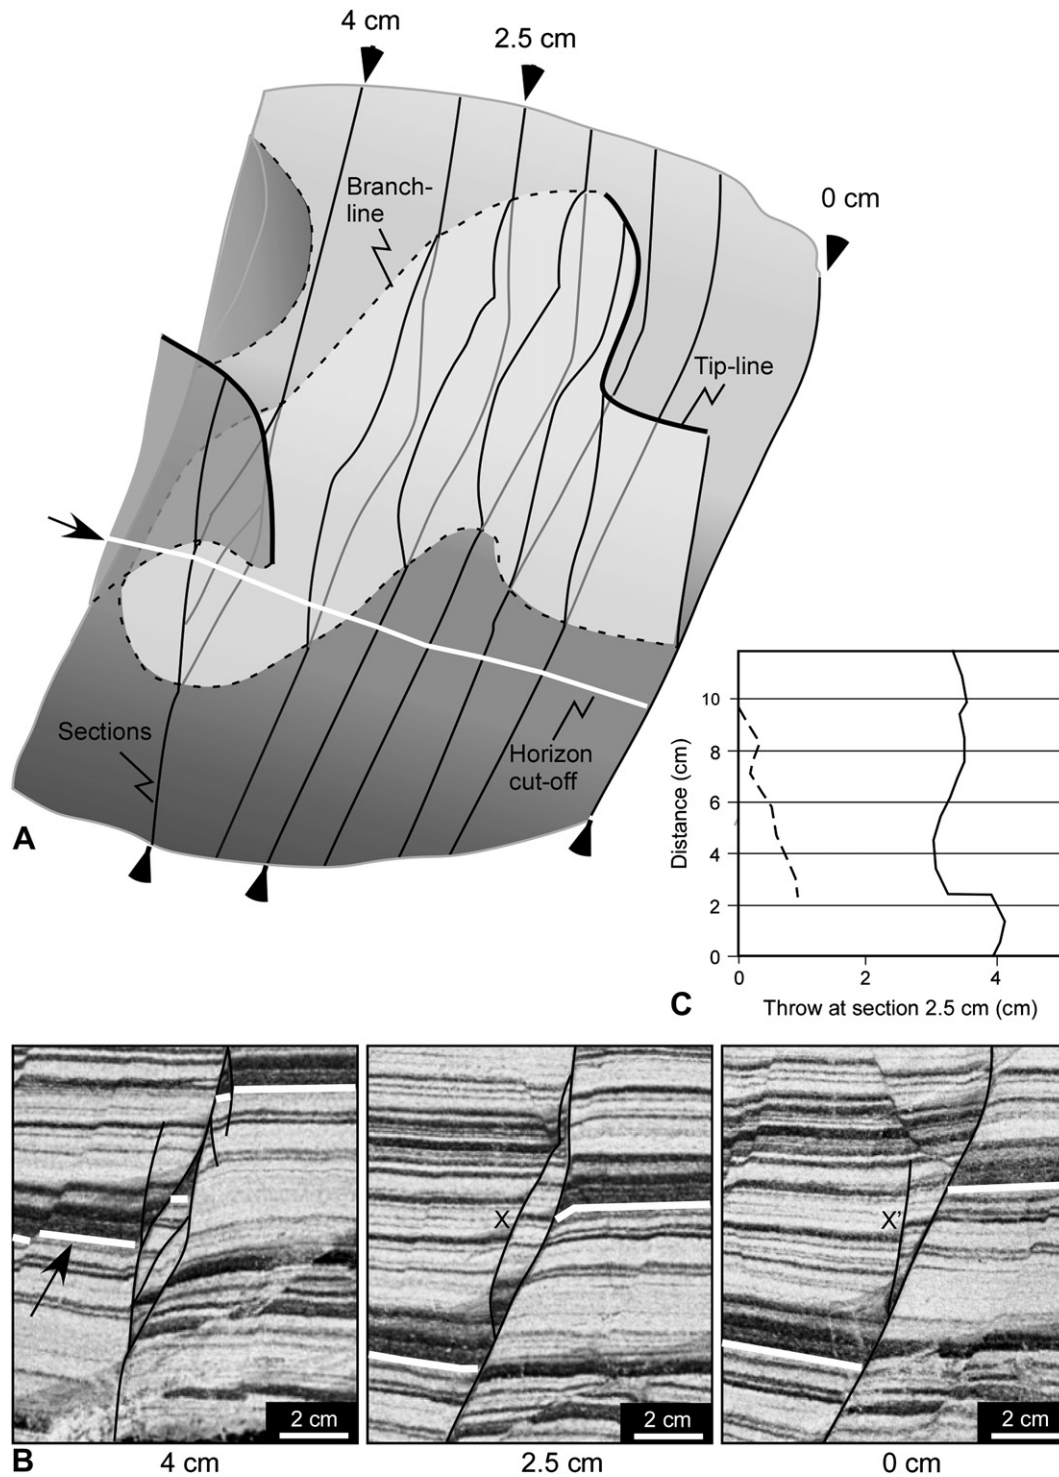 4 cm
2.5 cm
0 cm
Branch-
line
Tip-line
Sections
Horizon
cut-off
A
10
8
6
4
2
0
Distance (cm)
0
2
4
C
Throw at section 2.5 cm (cm)
X
X'
2 cm
2 cm
2 cm
B
4 cm
2.5 cm
0 cm